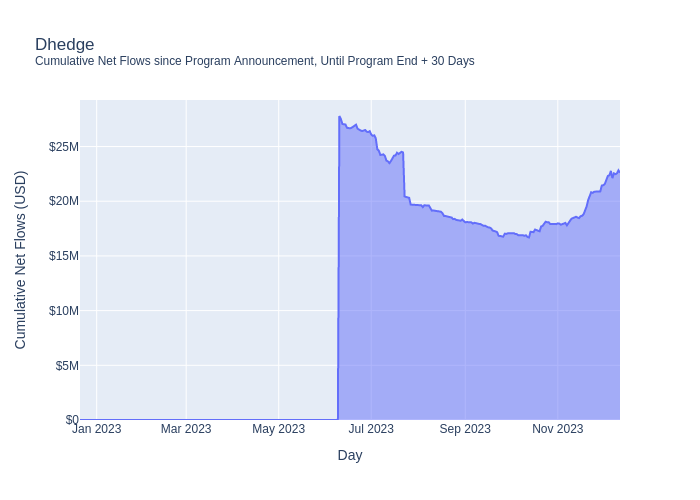 Dhedge
Cumulative Net Flows since Program Announcement, Until Program End + 30 Days
Cumulative Net Flows (USD)
$25M
$20M
$15M
$10M
$5M
$0
Jan 2023
Mar 2023
May 2023
Jul 2023
Sep 2023
Nov 2023
Day